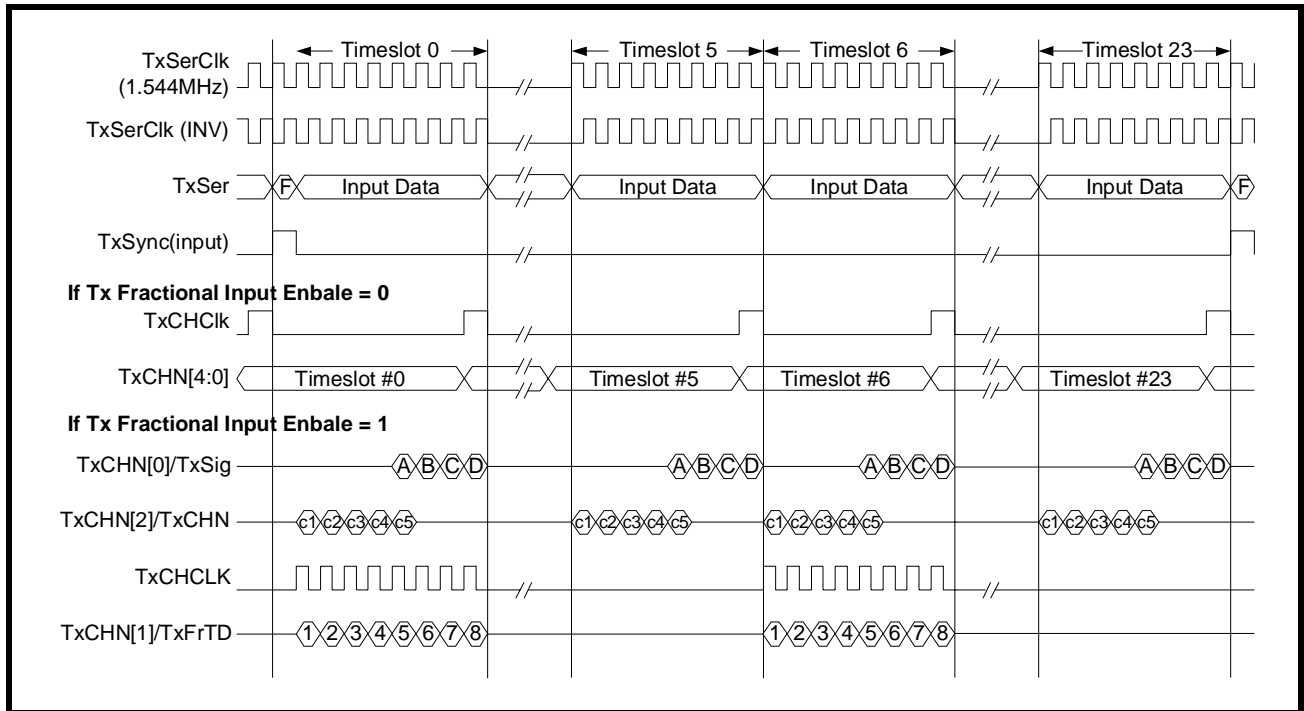 Timeslot 0 Timeslot 5 Timeslot 6 Timeslot 23
TxSerClk
(1.544MHz)
TxSerClk (INV)
TxSer F Input Data Input Data Input Data Input Data F
TxSync(input)
If Tx Fractional Input Enbale = 0
TxCHClk
TxCHN[4:0] Timeslot #0 Timeslot #5 Timeslot #6 Timeslot #23
If Tx Fractional Input Enbale = 1
TxCHN[0]/TxSig A B C D A B C D A B C D A B C D
TxCHN[2]/TxCHN c1 c2 c3 c4 c5 c1 c2 c3 c4 c5 c1 c2 c3 c4 c5 c1 c2 c3 c4 c5
TxCHCLK
TxCHN[1]/TxFrTD 1 2 3 4 5 6 7 8 1 2 3 4 5 6 7 8